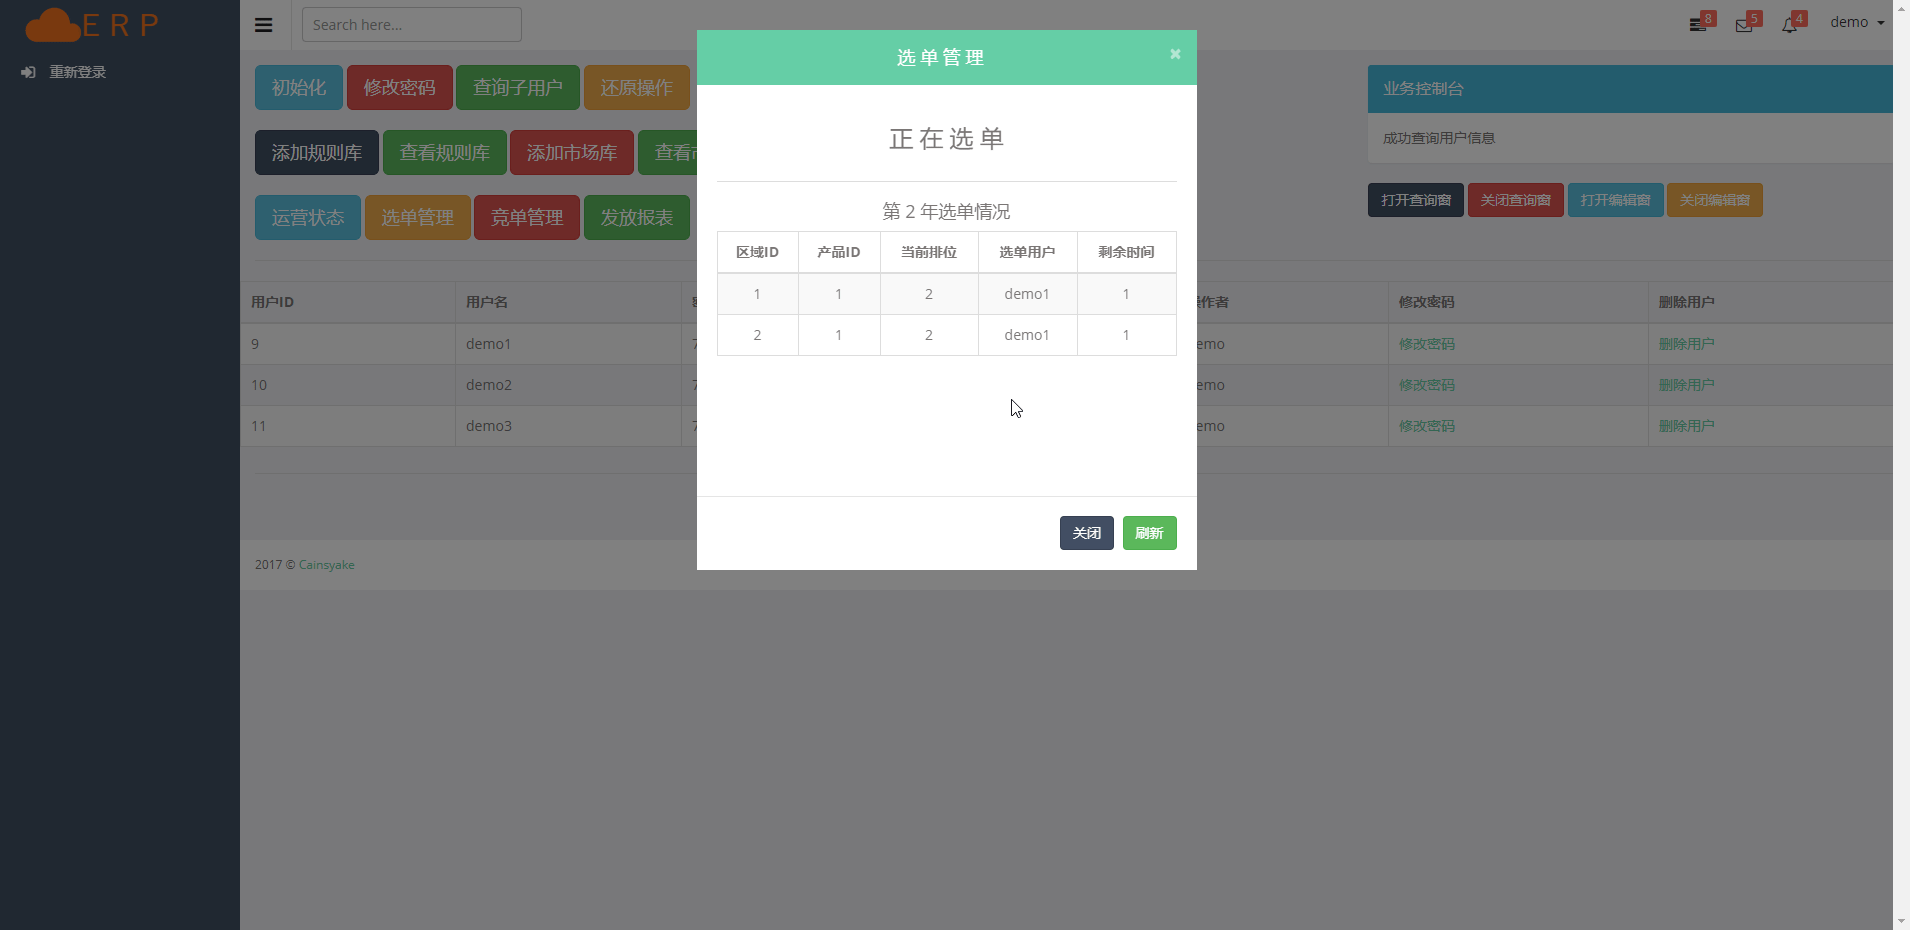 ERP
Search here...
8
5
4
demo
重新登录
初始化 修改密码 查询子用户 还原操作
添加规则库 查看规则库 添加市场库 查看
运营状态 选单管理 竞单管理 发放报表
业务控制台
成功查询用户信息
打开查询窗 关闭查询窗 打开编辑窗 关闭编辑窗
选单管理 ×
正在选单
第 2 年选单情况
区域ID 产品ID 当前排位 选单用户 剩余时间
1 1 2 demo1 1
2 1 2 demo1 1
关闭 刷新
用户ID 用户名 作者 修改密码 删除用户
9 demo1 7 emo 修改密码 删除用户
10 demo2 7 emo 修改密码 删除用户
11 demo3 7 emo 修改密码 删除用户
2017 © Cainsyake